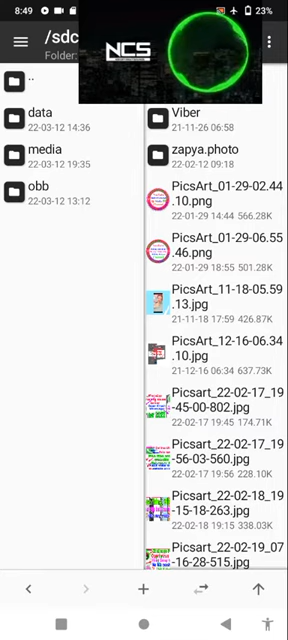 8:49
23%
/sdc
Folder:
NCS
..
data
22-03-12 14:36
media
22-03-12 19:35
obb
22-03-12 13:12
Viber
21-11-26 06:58
zapya.photo
22-02-12 09:18
PicsArt_01-29-02.44
.10.png
22-01-29 14:44 566.28K
PicsArt_01-29-06.55
.46.png
22-01-29 18:55 501.28K
PicsArt_11-18-05.59
.13.jpg
21-11-18 17:59 426.87K
PicsArt_12-16-06.34
.10.jpg
21-12-16 06:34 637.73K
Picsart_22-02-17_19
-45-00-802.jpg
22-02-17 19:45 174.71K
Picsart_22-02-17_19
-56-03-560.jpg
22-02-17 19:56 228.10K
Picsart_22-02-18_19
-15-18-263.jpg
22-02-18 19:15 338.03K
Picsart_22-02-19_07
-16-28-515.jpg